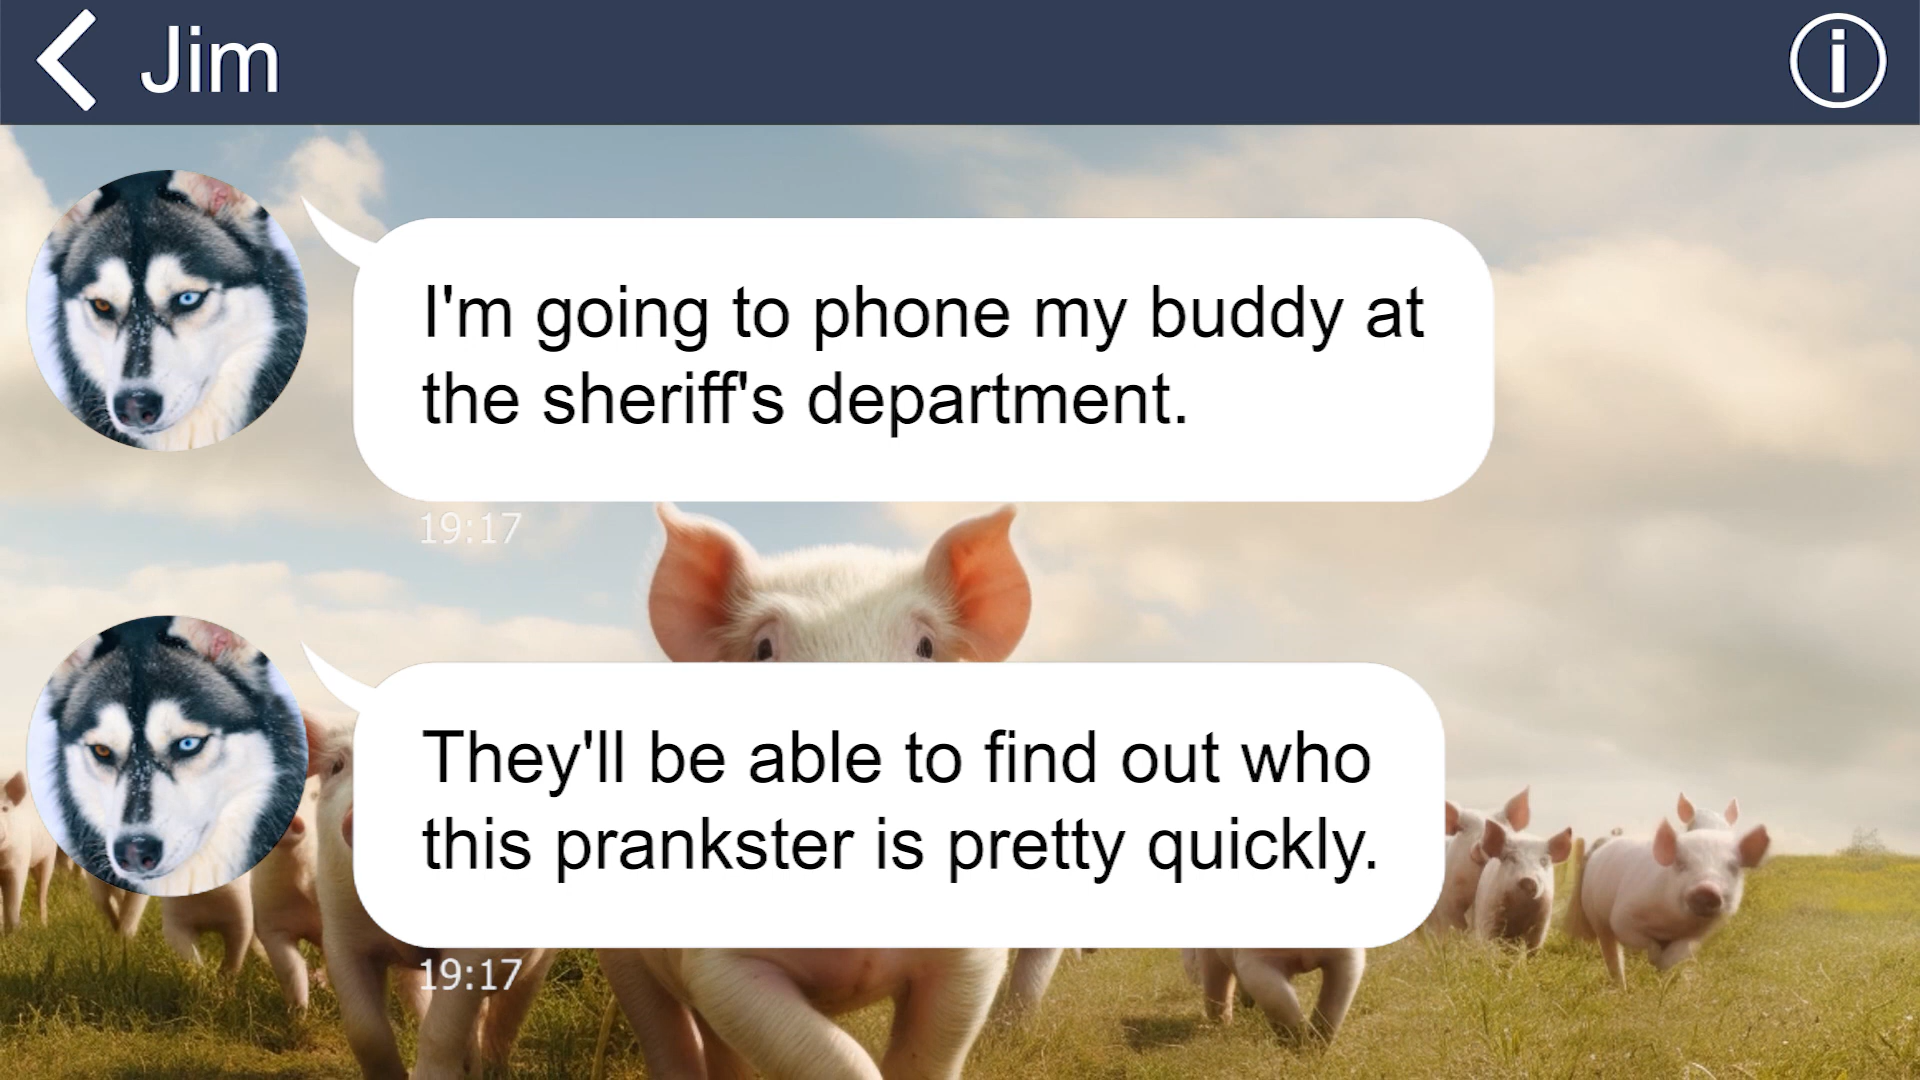 Jim
I'm going to phone my buddy at
the sheriff's department.
19:17
They'll be able to find out who
this prankster is pretty quickly.
19:17